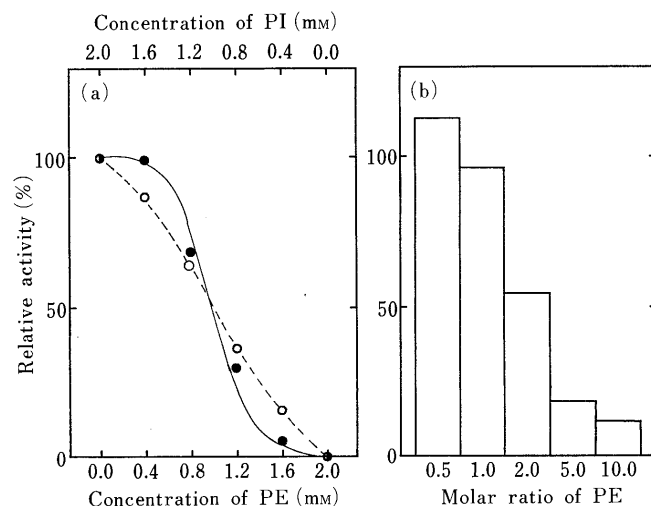 Concentration of PI (mM)
2.0 1.6 1.2 0.8 0.4 0.0
(a)
(b)
Relative activity (%)
100
50
0
100
50
0
0.0 0.4 0.8 1.2 1.6 2.0
Concentration of PE (mM)
0.5 1.0 2.0 5.0 10.0
Molar ratio of PE